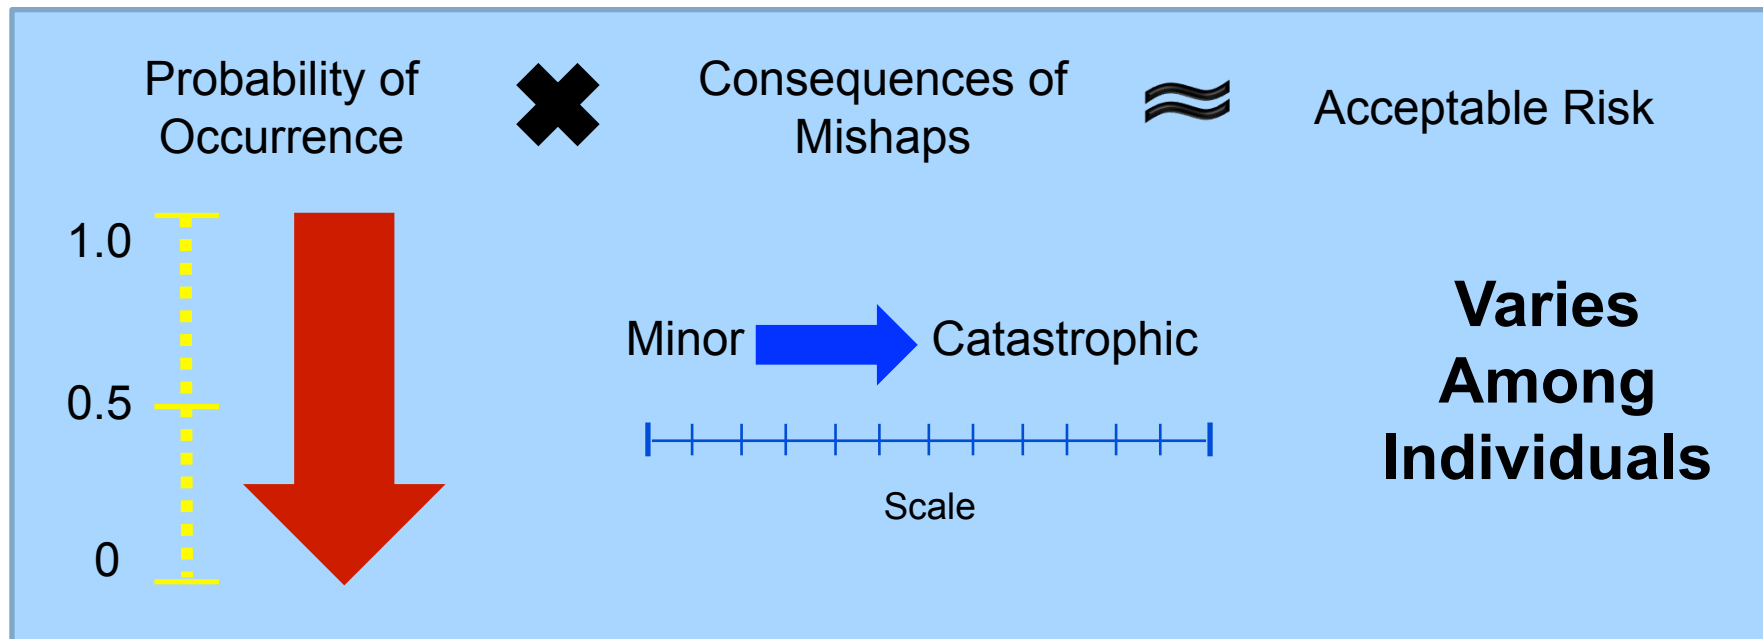 Probability of
Occurrence
Consequences of
Mishaps
Acceptable Risk
1.0
0.5
0
Minor
Catastrophic
Scale
Varies
Among
Individuals